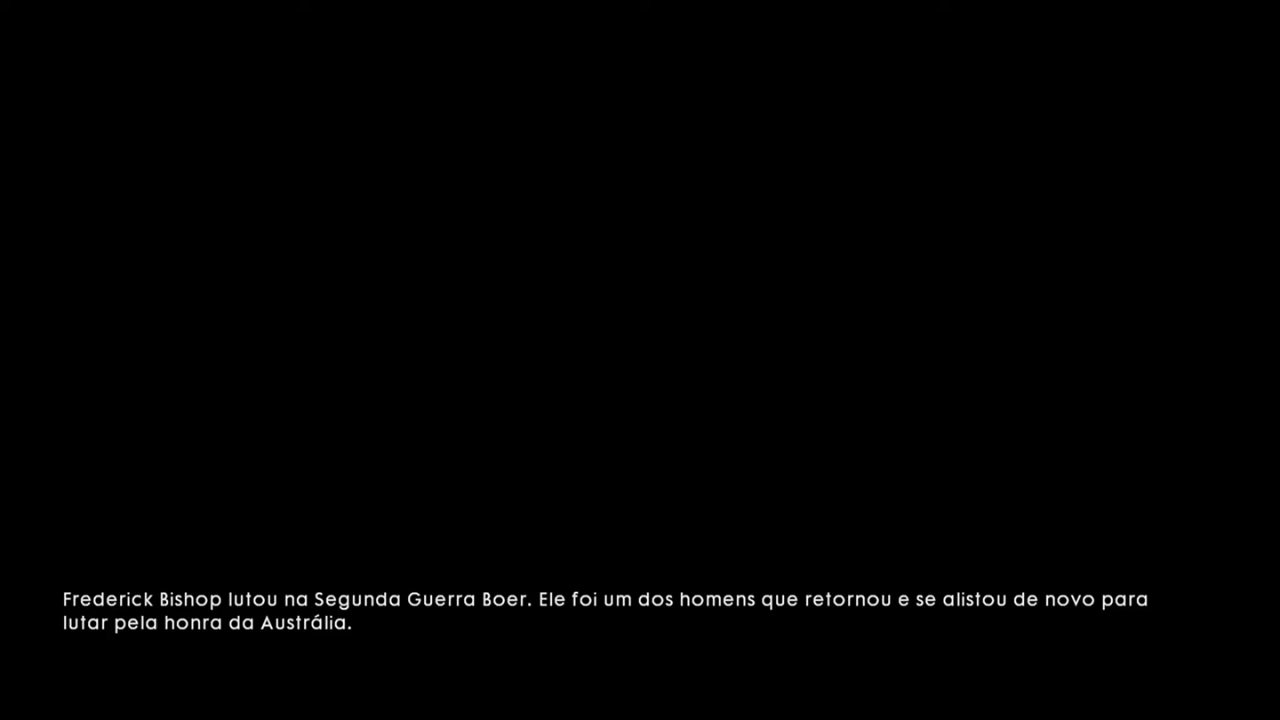 Frederick Bishop lutou na Segunda Guerra Boer. Ele foi um dos homens que retornou e se alistou de novo para
lutar pela honra da Austrália.